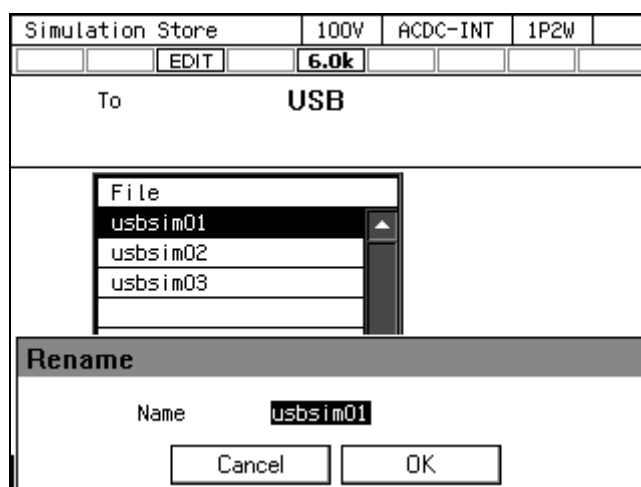 Simulation Store 100V ACDC-INT 1P2W
EDIT 6.0k
To USB
File
usbsim01
usbsim02
usbsim03
Rename
Name usbsim01
Cancel OK